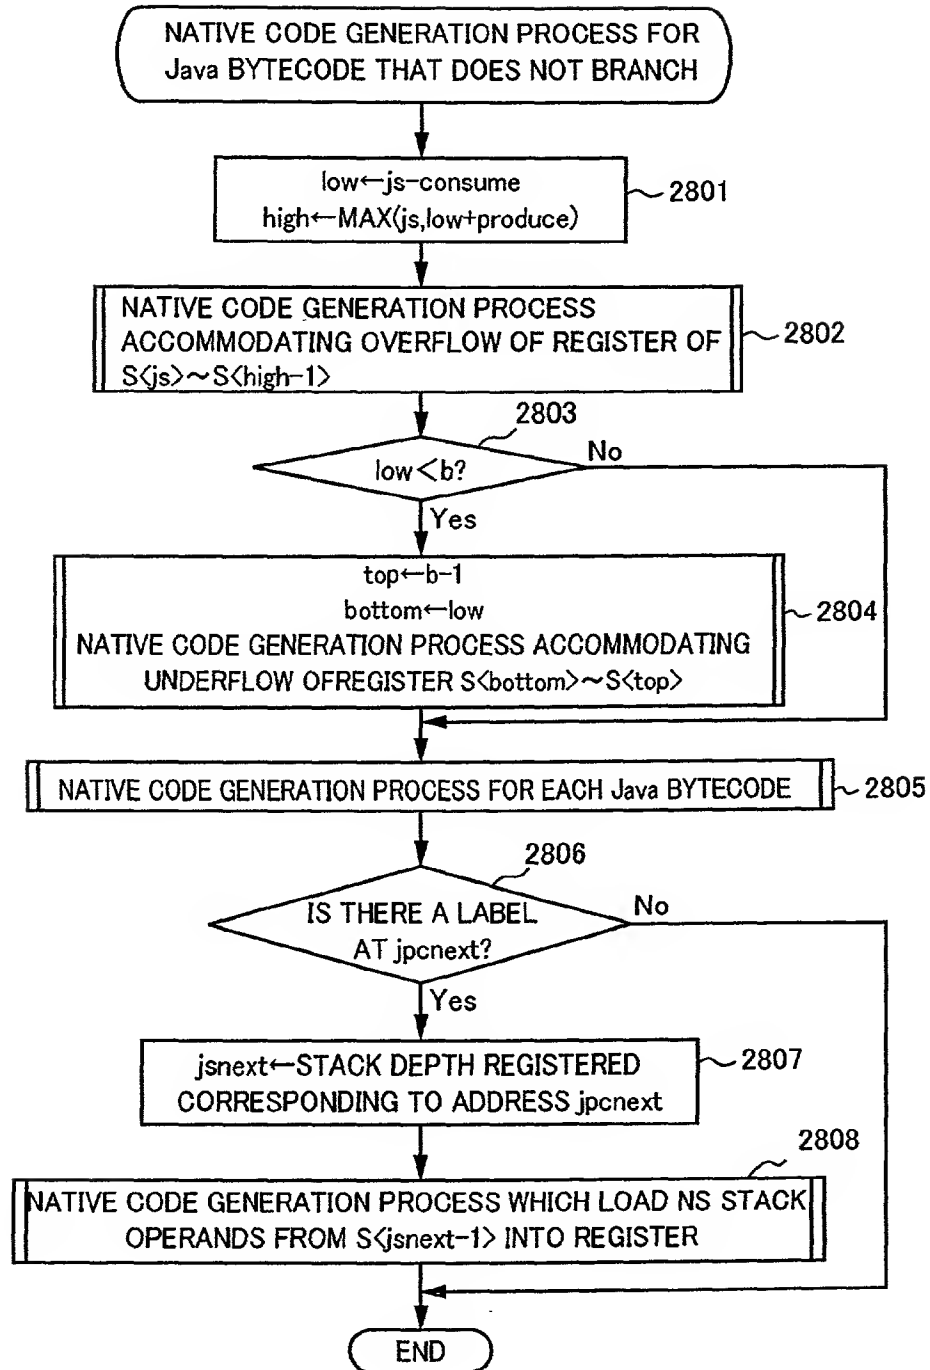 NATIVE CODE GENERATION PROCESS FOR
Java BYTECODE THAT DOES NOT BRANCH
low←js-consume
high←MAX(js,low+produce)
2801
NATIVE CODE GENERATION PROCESS
ACCOMMODATING OVERFLOW OF REGISTER OF
S<js>~S<high-1>
2802
2803
low<b?
No
Yes
top←b-1
bottom←low
NATIVE CODE GENERATION PROCESS ACCOMMODATING
UNDERFLOW OFREGISTER S<bottom>~S<top>
2804
NATIVE CODE GENERATION PROCESS FOR EACH Java BYTECODE
2805
2806
IS THERE A LABEL
AT jpcnext?
No
Yes
jsnext←STACK DEPTH REGISTERED
CORRESPONDING TO ADDRESS jpcnext
2807
2808
NATIVE CODE GENERATION PROCESS WHICH LOAD NS STACK
OPERANDS FROM S<jsnext-1> INTO REGISTER
END